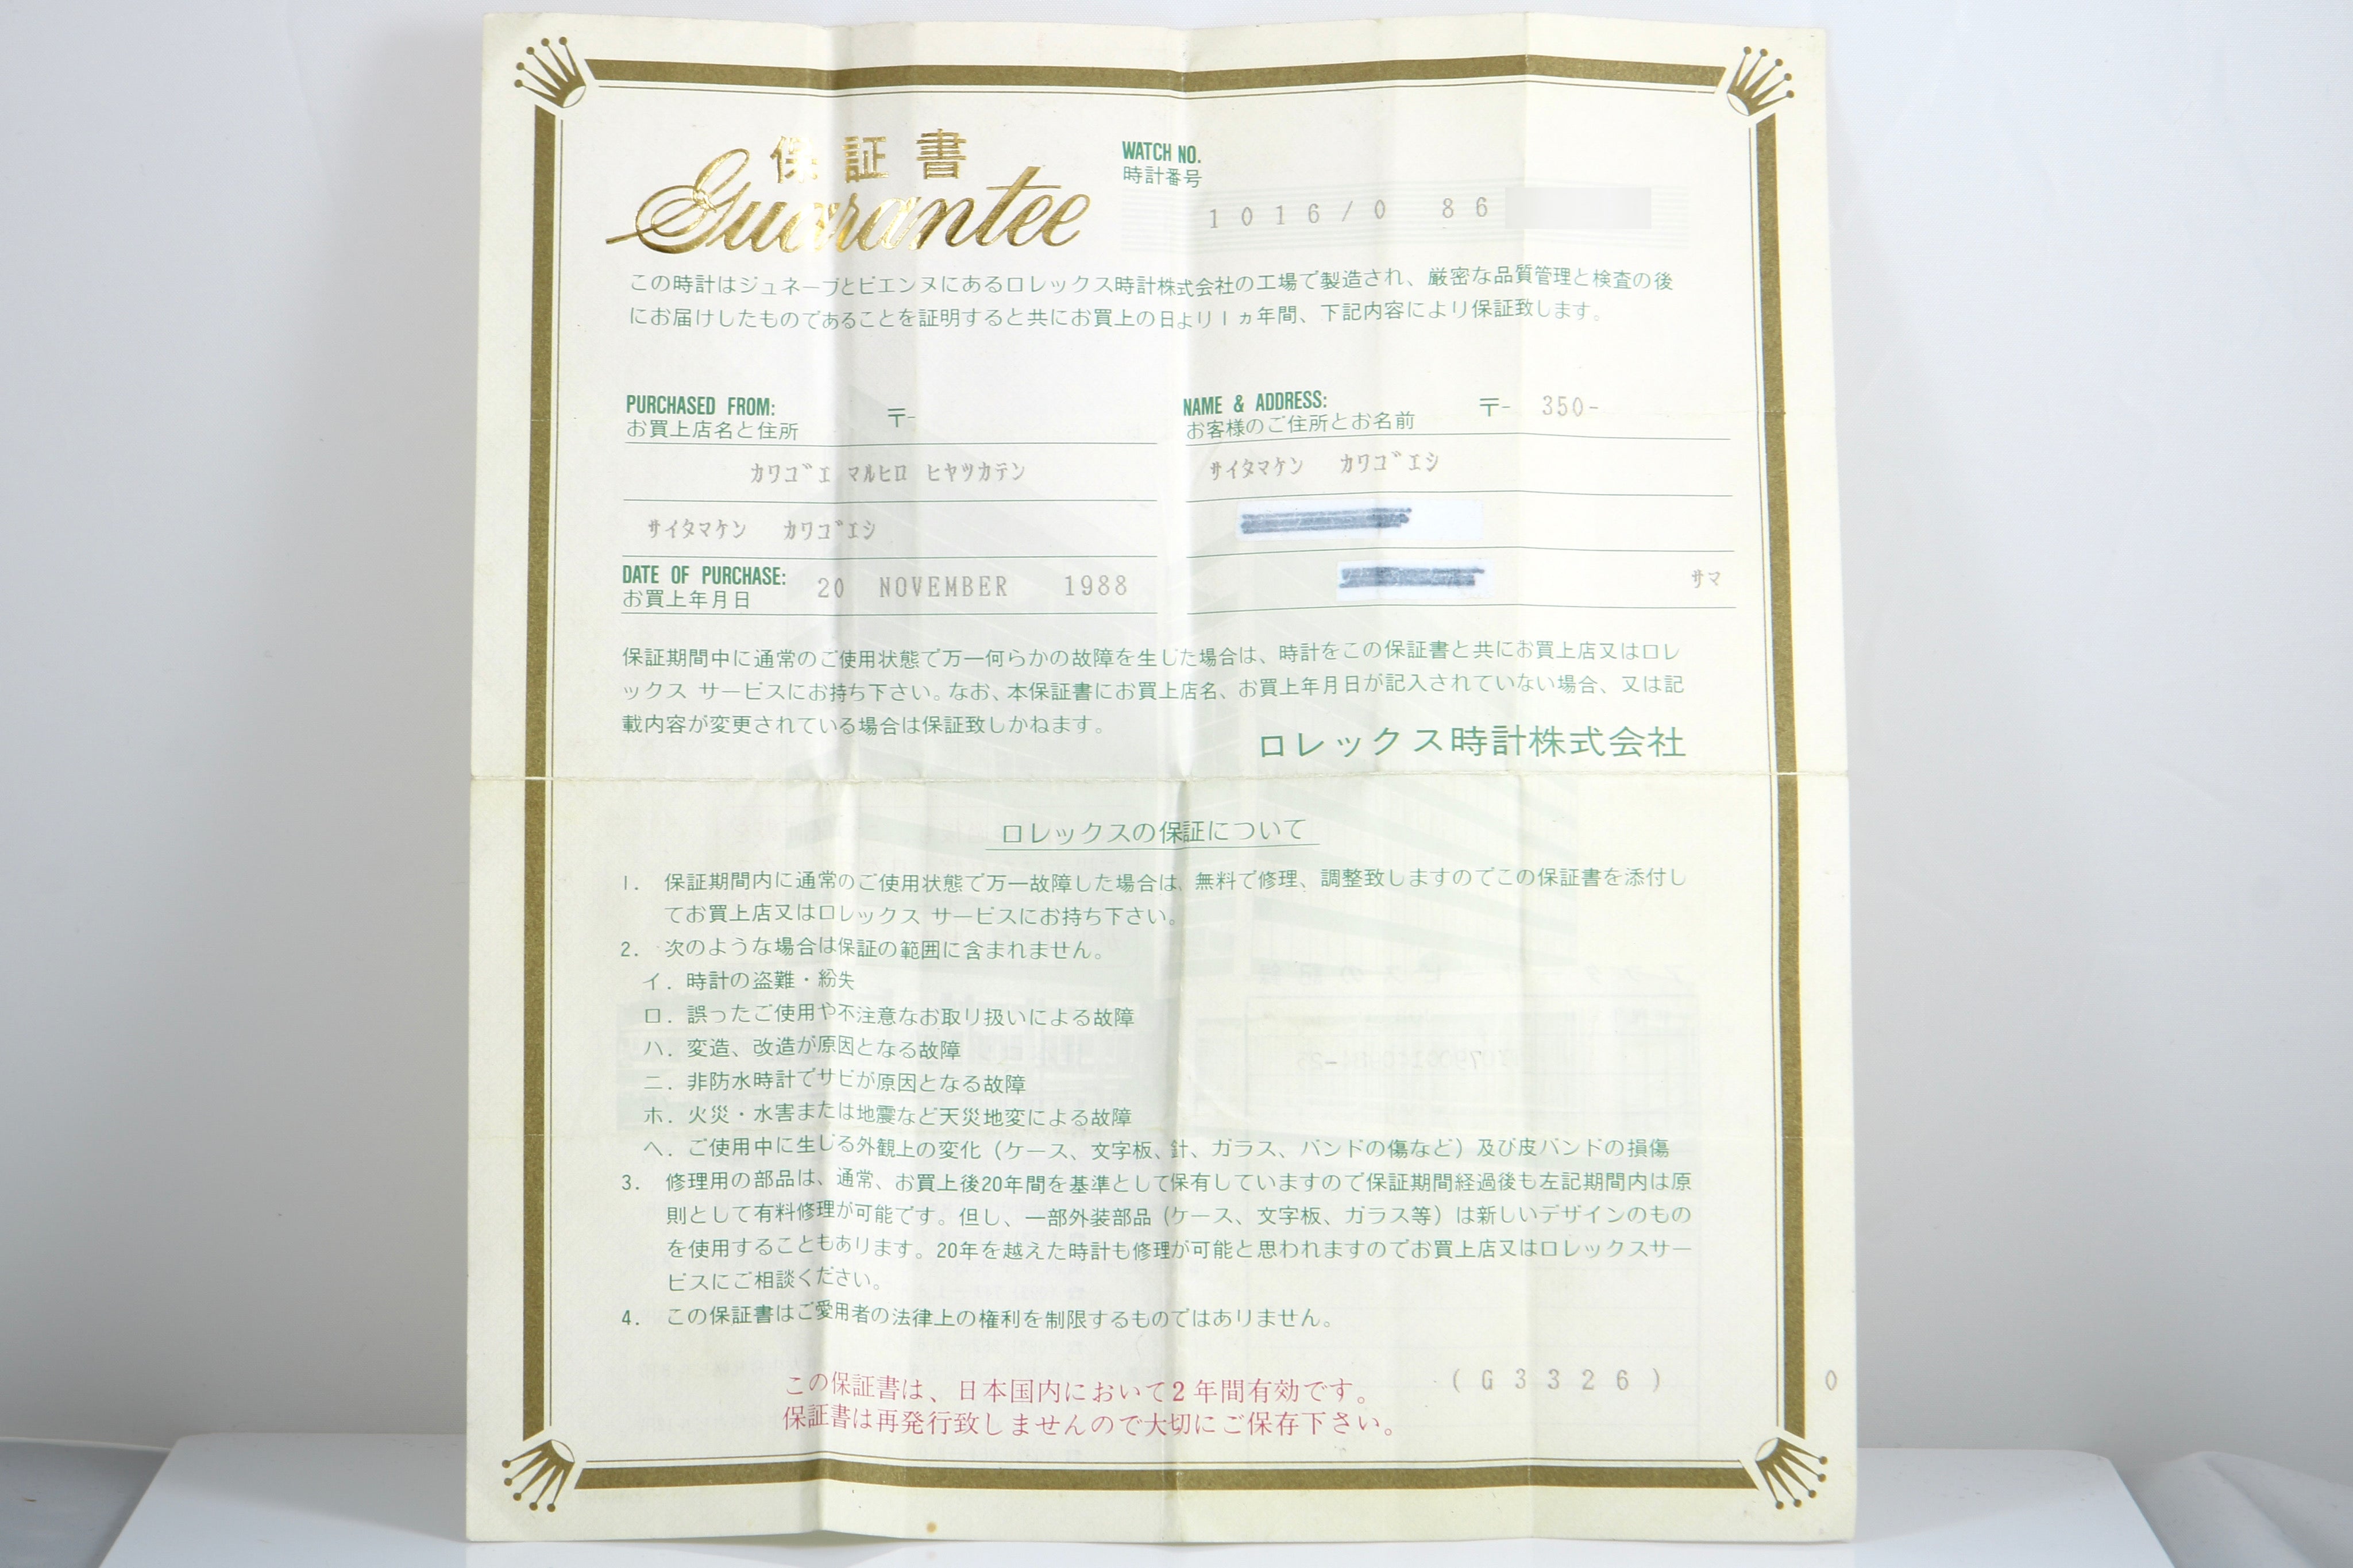 保証書
Guarantee
WATCH NO.
時計番号
1016/0 86
この時計はジュネーブとビエンヌにあるロレックス時計株式会社の工場で製造され、厳密な品質管理と検査の後
にお届けしたものであることを証明すると共にお買上の日より1ヵ年間、下記内容により保証致します。
PURCHASED FROM:
お買上店名と住所 〒-
カワゴエ マルヒロ ヒヤツカテン
サイタマケン カワゴエシ
DATE OF PURCHASE:
お買上年月日
20 NOVEMBER 1988
NAME & ADDRESS:
お客様のご住所とお名前 〒- 350-
サイタマケン カワゴエシ
サマ
保証期間中に通常のご使用状態で万一何らかの故障を生じた場合は、時計をこの保証書と共にお買上店又はロレ
ックス サービスにお持ち下さい。なお、本保証書にお買上店名、お買上年月日が記入されていない場合、又は記
載内容が変更されている場合は保証致しかねます。
ロレックス時計株式会社
ロレックスの保証について
1. 保証期間内に通常のご使用状態で万一故障した場合は、無料で修理、調整致しますのでこの保証書を添付し
てお買上店又はロレックス サービスにお持ち下さい。
2. 次のような場合は保証の範囲に含まれません。
イ. 時計の盗難・紛失
ロ. 誤ったご使用や不注意なお取り扱いによる故障
ハ. 変造、改造が原因となる故障
ニ. 非防水時計でサビが原因となる故障
ホ. 火災・水害または地震など天災地変による故障
ヘ. ご使用中に生じる外観上の変化（ケース、文字板、針、ガラス、バンドの傷など）及び皮バンドの損傷
3. 修理用の部品は、通常、お買上後20年間を基準として保有していますので保証期間経過後も左記期間内は原
則として有料修理が可能です。但し、一部外装部品（ケース、文字板、ガラス等）は新しいデザインのもの
を使用することもあります。20年を越えた時計も修理が可能と思われますのでお買上店又はロレックスサー
ビスにご相談ください。
4. この保証書はご愛用者の法律上の権利を制限するものではありません。
この保証書は、日本国内において2年間有効です。
保証書は再発行致しませんので大切にご保存下さい。
(G3326) 0